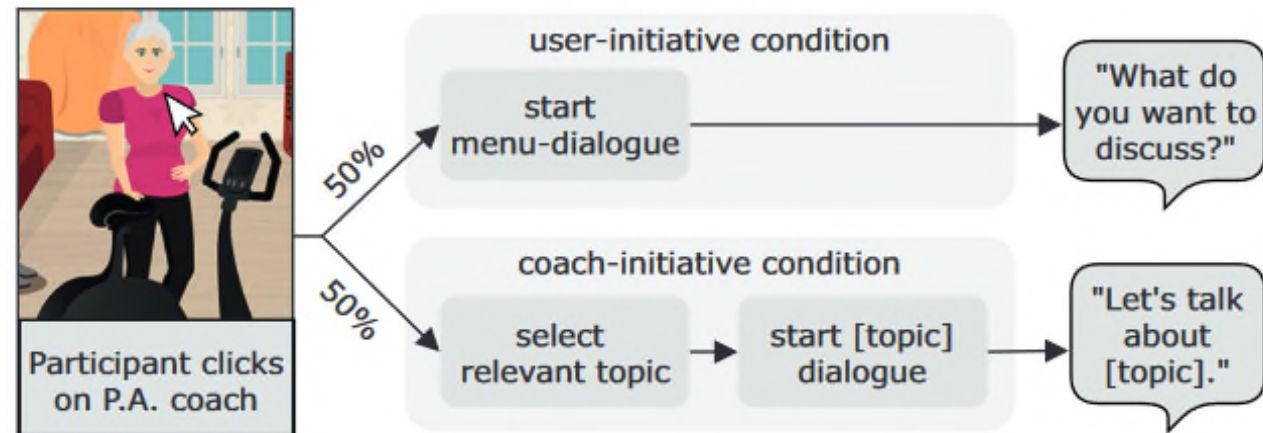 Participant clicks
on P.A. coach
50%
50%
user-initiative condition
start
menu-dialogue
"What do
you want to
discuss?"
coach-initiative condition
select
relevant topic
start [topic]
dialogue
"Let's talk
about
[topic]."